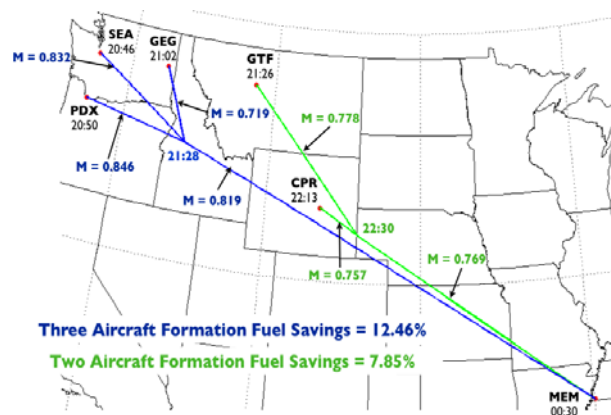 SEA
20:46
GEG
21:02
M = 0.832
GTF
21:26
PDX
20:50
M = 0.719
M = 0.778
21:28
M = 0.846
M = 0.819
CPR
22:13
22:30
M = 0.757
M = 0.769
Three Aircraft Formation Fuel Savings = 12.46%
Two Aircraft Formation Fuel Savings = 7.85%
MEM
00:30